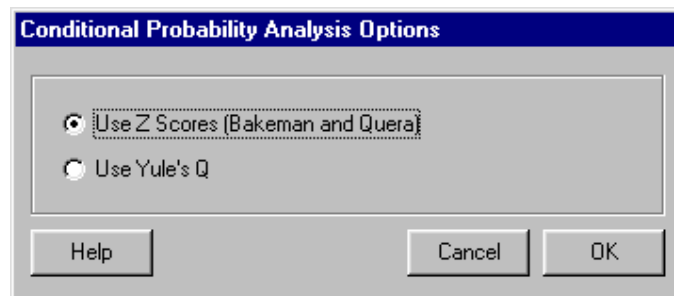 Conditional Probability Analysis Options
Use Z Scores (Bakeman and Quera)
Use Yule's Q
Help
Cancel
OK